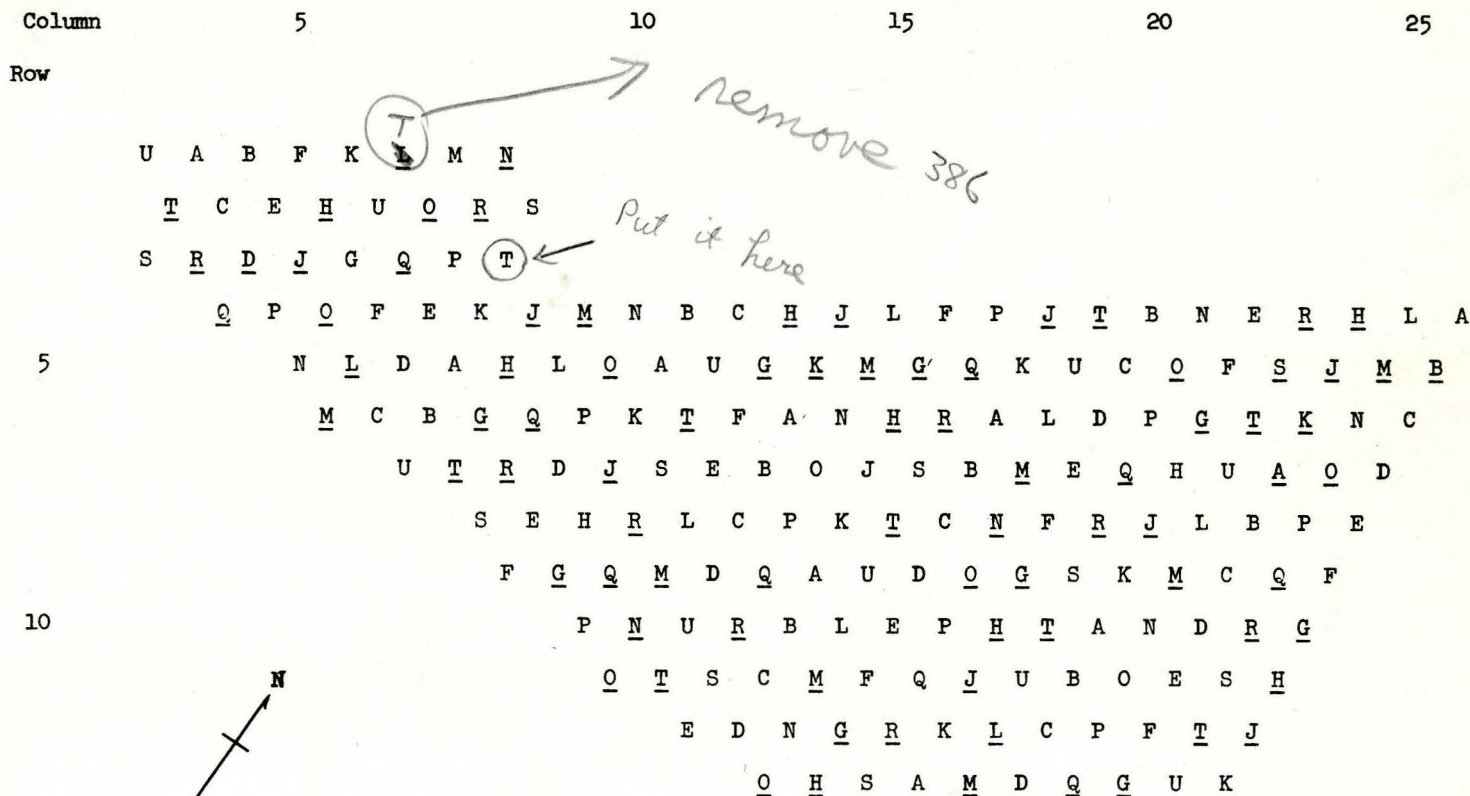 Column 5 10 15 20 25
Row
T
remove 386
U A B F K L M N
T C E H U O R S
Put it here
S R D J G Q P T
Q P O F E K J M N B C H J L F P J T B N E R H L A
5 N L D A H L O A U G K M G Q K U C O F S J M B
M C B G Q P K T F A N H R A L D P G T K N C
U T R D J S E B O J S B M E Q H U A O D
S E H R L C P K T C N F R J L B P E
F G Q M D Q A U D O G S K M C Q F
10 P N U R B L E P H T A N D R G
N O T S C M F Q J U B O E S H
E D N G R K L C P F T J
O H S A M D Q G U K